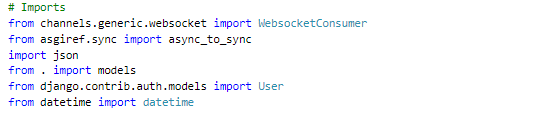 # Imports
from channels.generic.websocket import WebsocketConsumer
from asgiref.sync import async_to_sync
import json
from . import models
from django.contrib.auth.models import User
from datetime import datetime